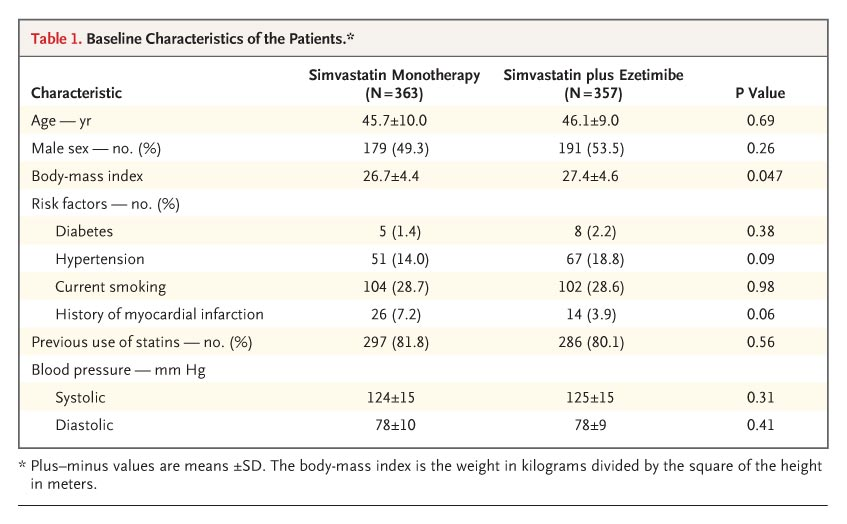 Table 1. Baseline Characteristics of the Patients.*
Characteristic Simvastatin Monotherapy (N=363) Simvastatin plus Ezetimibe (N=357) P Value
Age — yr 45.7±10.0 46.1±9.0 0.69
Male sex — no. (%) 179 (49.3) 191 (53.5) 0.26
Body-mass index 26.7±4.4 27.4±4.6 0.047
Risk factors — no. (%)
Diabetes 5 (1.4) 8 (2.2) 0.38
Hypertension 51 (14.0) 67 (18.8) 0.09
Current smoking 104 (28.7) 102 (28.6) 0.98
History of myocardial infarction 26 (7.2) 14 (3.9) 0.06
Previous use of statins — no. (%) 297 (81.8) 286 (80.1) 0.56
Blood pressure — mm Hg
Systolic 124±15 125±15 0.31
Diastolic 78±10 78±9 0.41
* Plus–minus values are means ±SD. The body-mass index is the weight in kilograms divided by the square of the height
in meters.